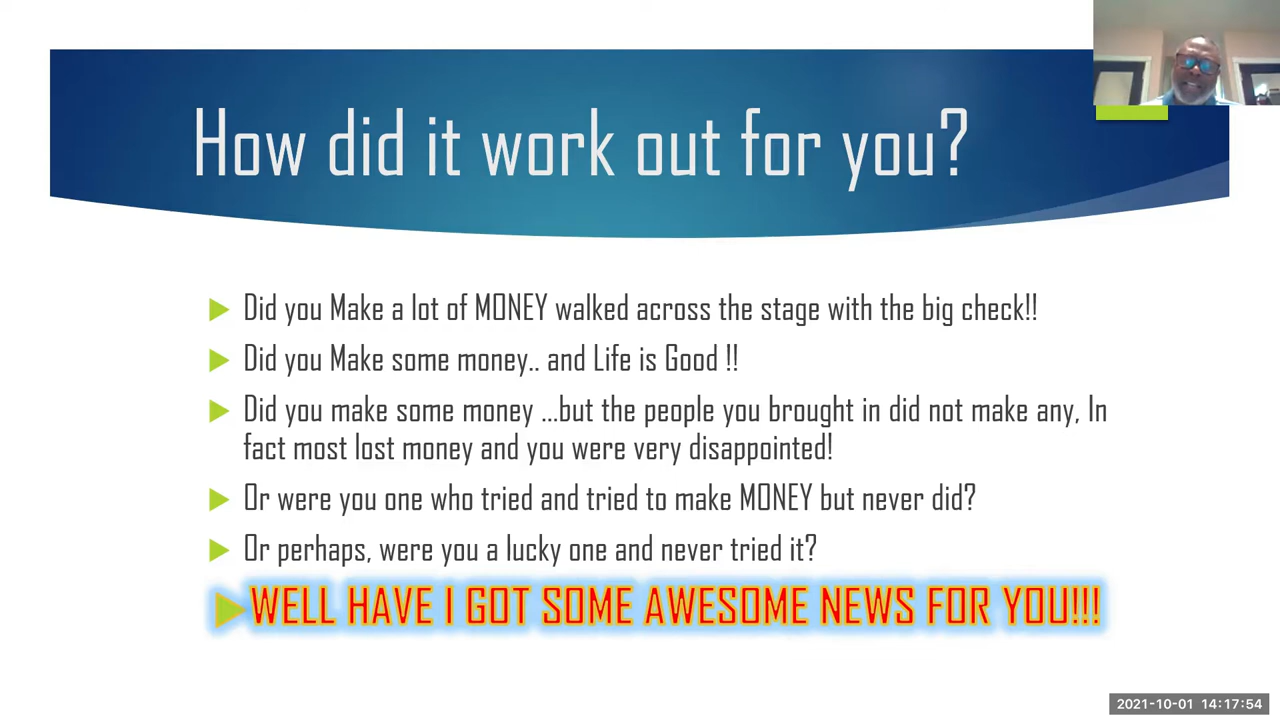 How did it work out for you?
Did you Make a lot of MONEY walked across the stage with the big check!!
Did you Make some money.. and Life is Good !!
Did you make some money ...but the people you brought in did not make any, In
fact most lost money and you were very disappointed!
Or were you one who tried and tried to make MONEY but never did?
Or perhaps, were you a lucky one and never tried it?
WELL HAVE I GOT SOME AWESOME NEWS FOR YOU!!!
2021-10-01 14:17:54